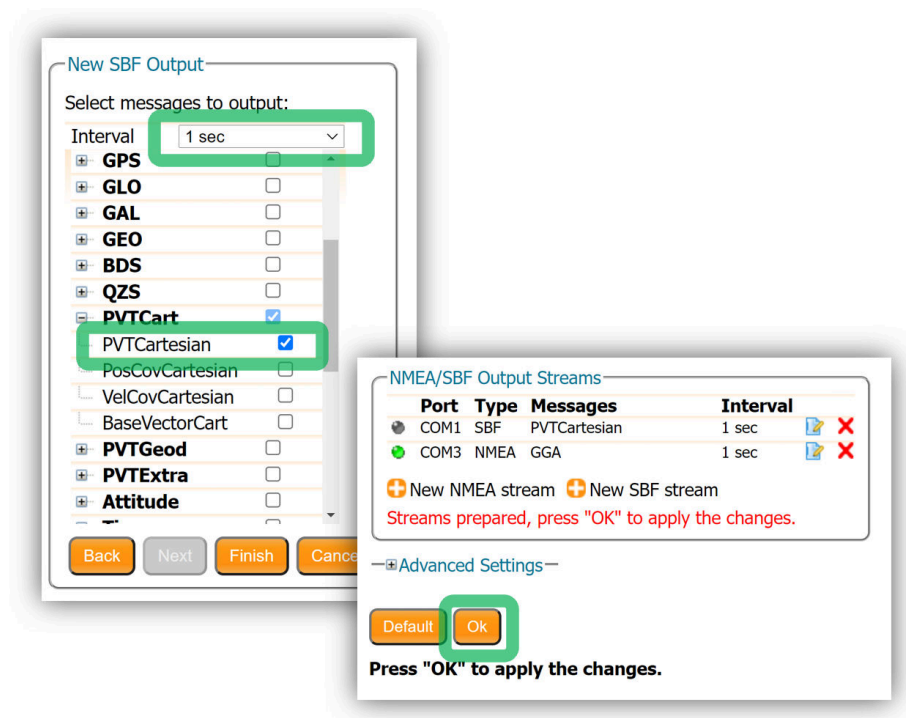 New SBF Output
Select messages to output:
Interval 1 sec
GPS
GLO
GAL
GEO
BDS
QZS
PVTCart
PVTCartesian
PosCovCartesian
VelCovCartesian
BaseVectorCart
PVTGeod
PVTExtra
Attitude
Back Next Finish
NMEA/SBF Output Streams
Port Type Messages Interval
COM1 SBF PVTCartesian 1 sec
COM3 NMEA GGA 1 sec
New NMEA stream New SBF stream
Streams prepared, press "OK" to apply the changes.
Advanced Settings
Default Ok
Press "OK" to apply the changes.